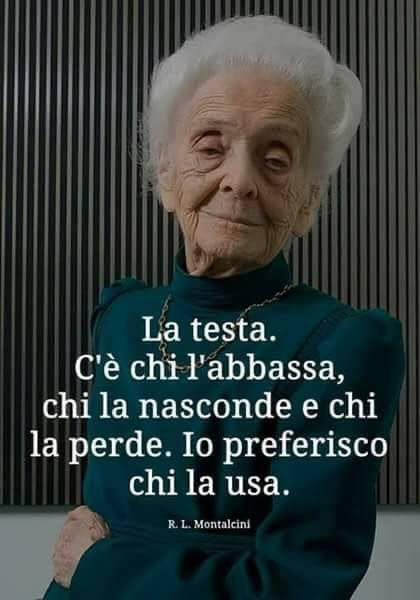 La testa.
C'è chi l'abbassa,
chi la nasconde e chi
la perde. Io preferisco
chi la usa.
R. L. Montalcini